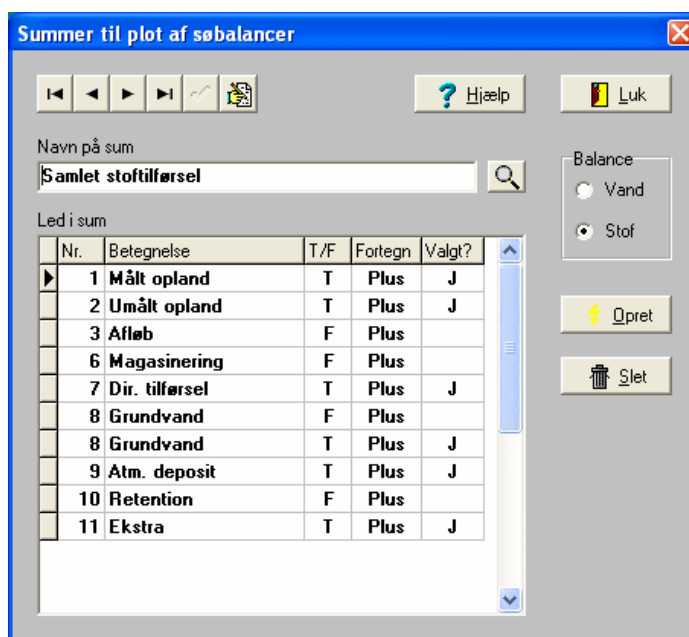 Summer til plot af søbalancer
Hjælp
Luk
Navn på sum
Samlet stoftilførsel
Balance
Vand
Stof
Led i sum
Nr. Betegnelse T/F Fortegn Valgt?
1 Målt opland T Plus J
2 Umålt opland T Plus J
3 Afløb F Plus
6 Magasinering F Plus
7 Dir. tilførsel T Plus J
8 Grundvand F Plus
8 Grundvand T Plus J
9 Atm. deposit T Plus J
10 Retention F Plus
11 Ekstra T Plus J
Opret
Slet